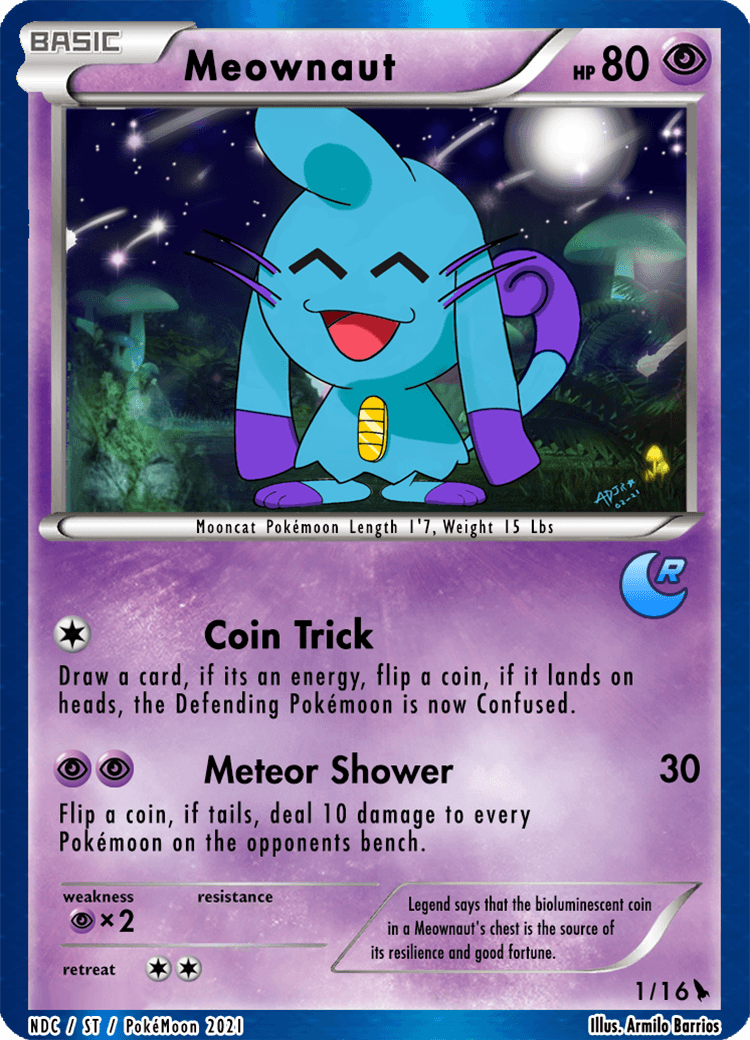 BASIC
Meownaut
HP 80
ADJR
02-21
Mooncat Pokémoon Length 1'7, Weight 15 Lbs
R
Coin Trick
Draw a card, if its an energy, flip a coin, if it lands on
heads, the Defending Pokémoon is now Confused.
Meteor Shower 30
Flip a coin, if tails, deal 10 damage to every
Pokémoon on the opponents bench.
weakness
×2
resistance
retreat
Legend says that the bioluminescent coin
in a Meownaut's chest is the source of
its resilience and good fortune.
1/16
NDC / ST / PokéMoon 2021
Illus. Armilo Barrios